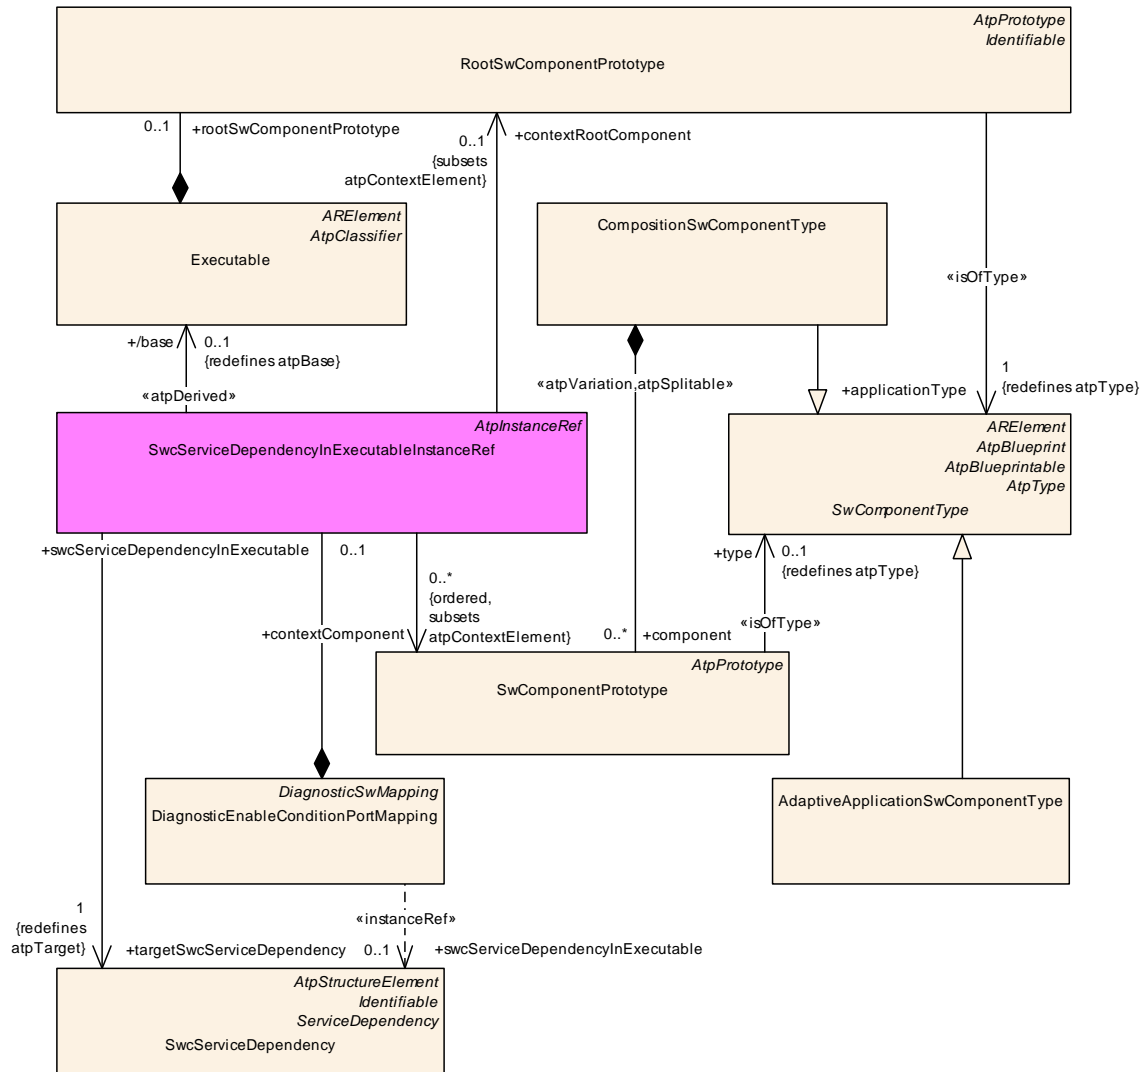 AtpPrototype
Identifiable
RootSwComponentPrototype
0..1
+rootSwComponentPrototype
0..1
{subsets
atpContextElement}
+contextRootComponent
ARElement
AtpClassifier
Executable
CompositionSwComponentType
«isOfType»
+/base
0..1
{redefines atpBase}
«atpDerived»
«atpVariation,atpSplitable»
+applicationType
1
{redefines atpType}
AtpInstanceRef
SwcServiceDependencyInExecutableInstanceRef
ARElement
AtpBlueprint
AtpBlueprintable
AtpType
SwComponentType
+swcServiceDependencyInExecutable
0..1
+type
0..1
{redefines atpType}
0..*
{ordered,
subsets
atpContextElement}
+contextComponent
0..*
+component
«isOfType»
AtpPrototype
SwComponentPrototype
DiagnosticSwMapping
DiagnosticEnableConditionPortMapping
AdaptiveApplicationSwComponentType
1
{redefines
atpTarget}
+targetSwcServiceDependency
«instanceRef»
0..1
+swcServiceDependencyInExecutable
AtpStructureElement
Identifiable
ServiceDependency
SwcServiceDependency